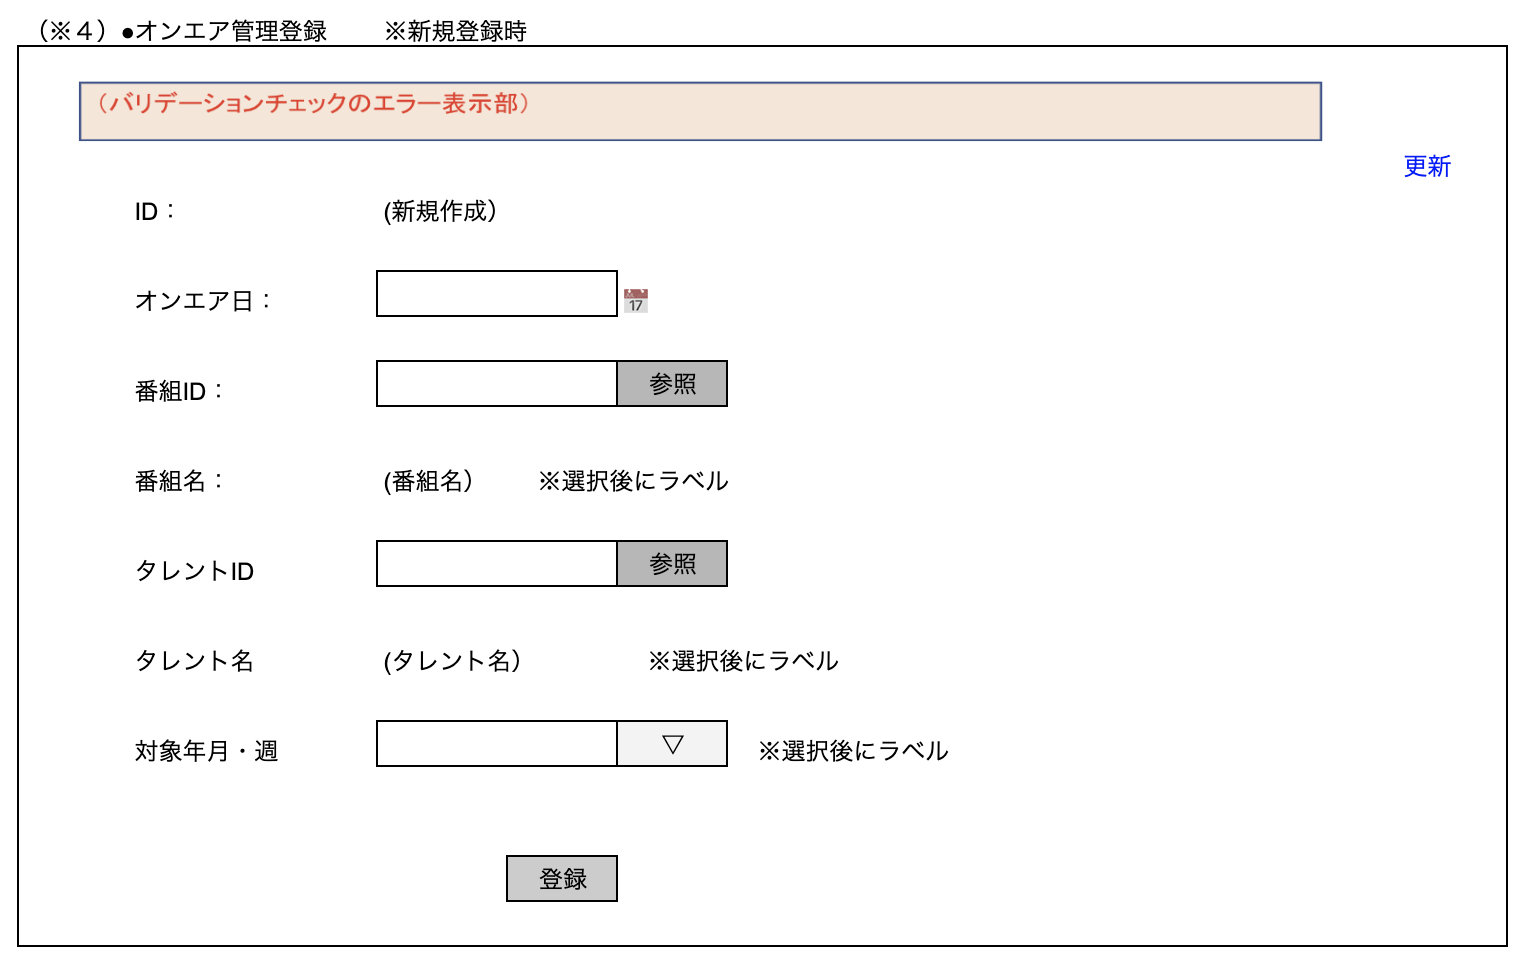 （※４）●オンエア管理登録 ※新規登録時
（バリデーションチェックのエラー表示部）
更新
ID： (新規作成）
オンエア日： 17
番組ID： 参照
番組名： (番組名） ※選択後にラベル
タレントID 参照
タレント名 (タレント名） ※選択後にラベル
対象年月・週 ▽ ※選択後にラベル
登録